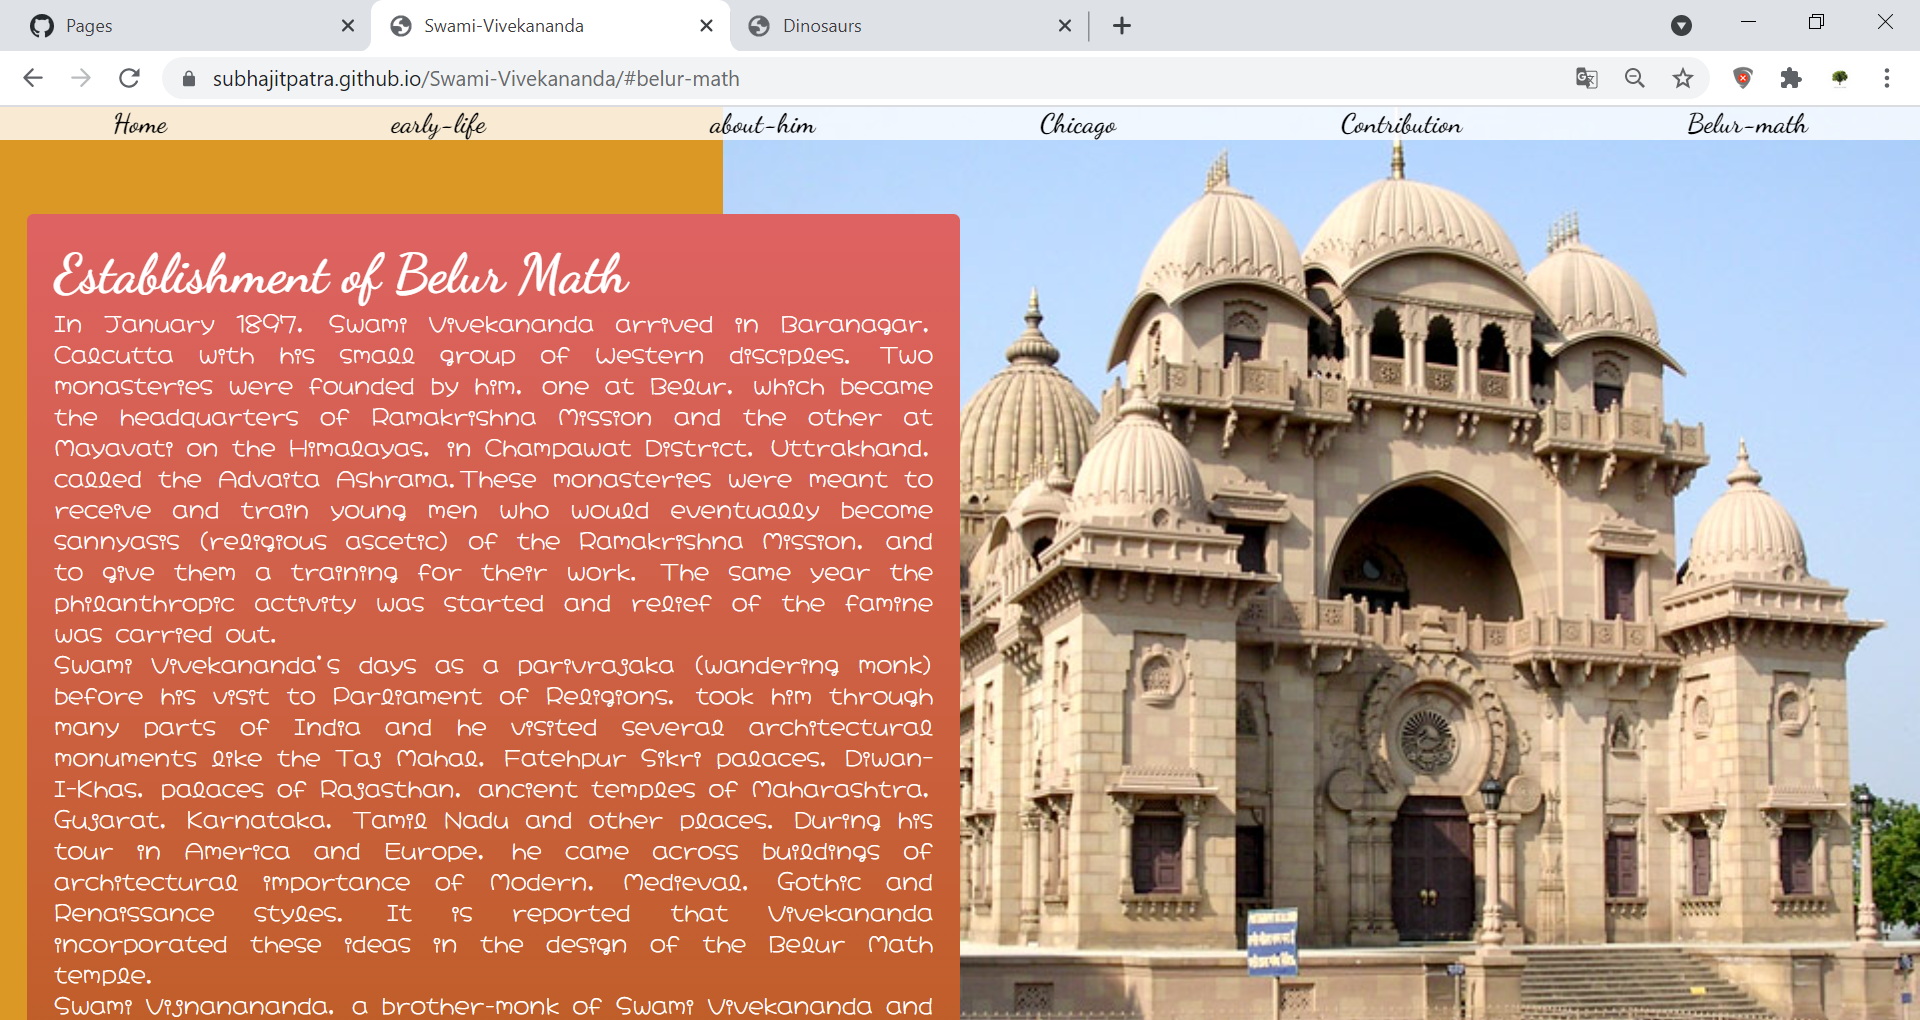 Pages
Swami-Vivekananda
Dinosaurs
subhajitpatra.github.io/Swami-Vivekananda/#belur-math
Home early-life about-him Chicago Contribution Belur-math
Establishment of Belur Math
In January 1897, Swami Vivekananda arrived in Baranagar,
Calcutta with his small group of Western disciples. Two
monasteries were founded by him, one at Belur, which became
the headquarters of Ramakrishna Mission and the other at
Mayavati on the Himalayas, in Champawat District, Uttrakhand,
called the Advaita Ashrama.These monasteries were meant to
receive and train young men who would eventually become
sannyasis (religious ascetic) of the Ramakrishna Mission, and
to give them a training for their work. The same year the
philanthropic activity was started and relief of the famine
was carried out.
Swami Vivekananda's days as a parivrajaka (wandering monk)
before his visit to Parliament of Religions, took him through
many parts of India and he visited several architectural
monuments like the Taj Mahal, Fatehpur Sikri palaces, Diwan-
I-Khas, palaces of Rajasthan, ancient temples of Maharashtra,
Gujarat, Karnataka, Tamil Nadu and other places. During his
tour in America and Europe, he came across buildings of
architectural importance of Modern, Medieval, Gothic and
Renaissance styles. It is reported that Vivekananda
incorporated these ideas in the design of the Belur Math
temple.
Swami Vijnanananda, a brother-monk of Swami Vivekananda and